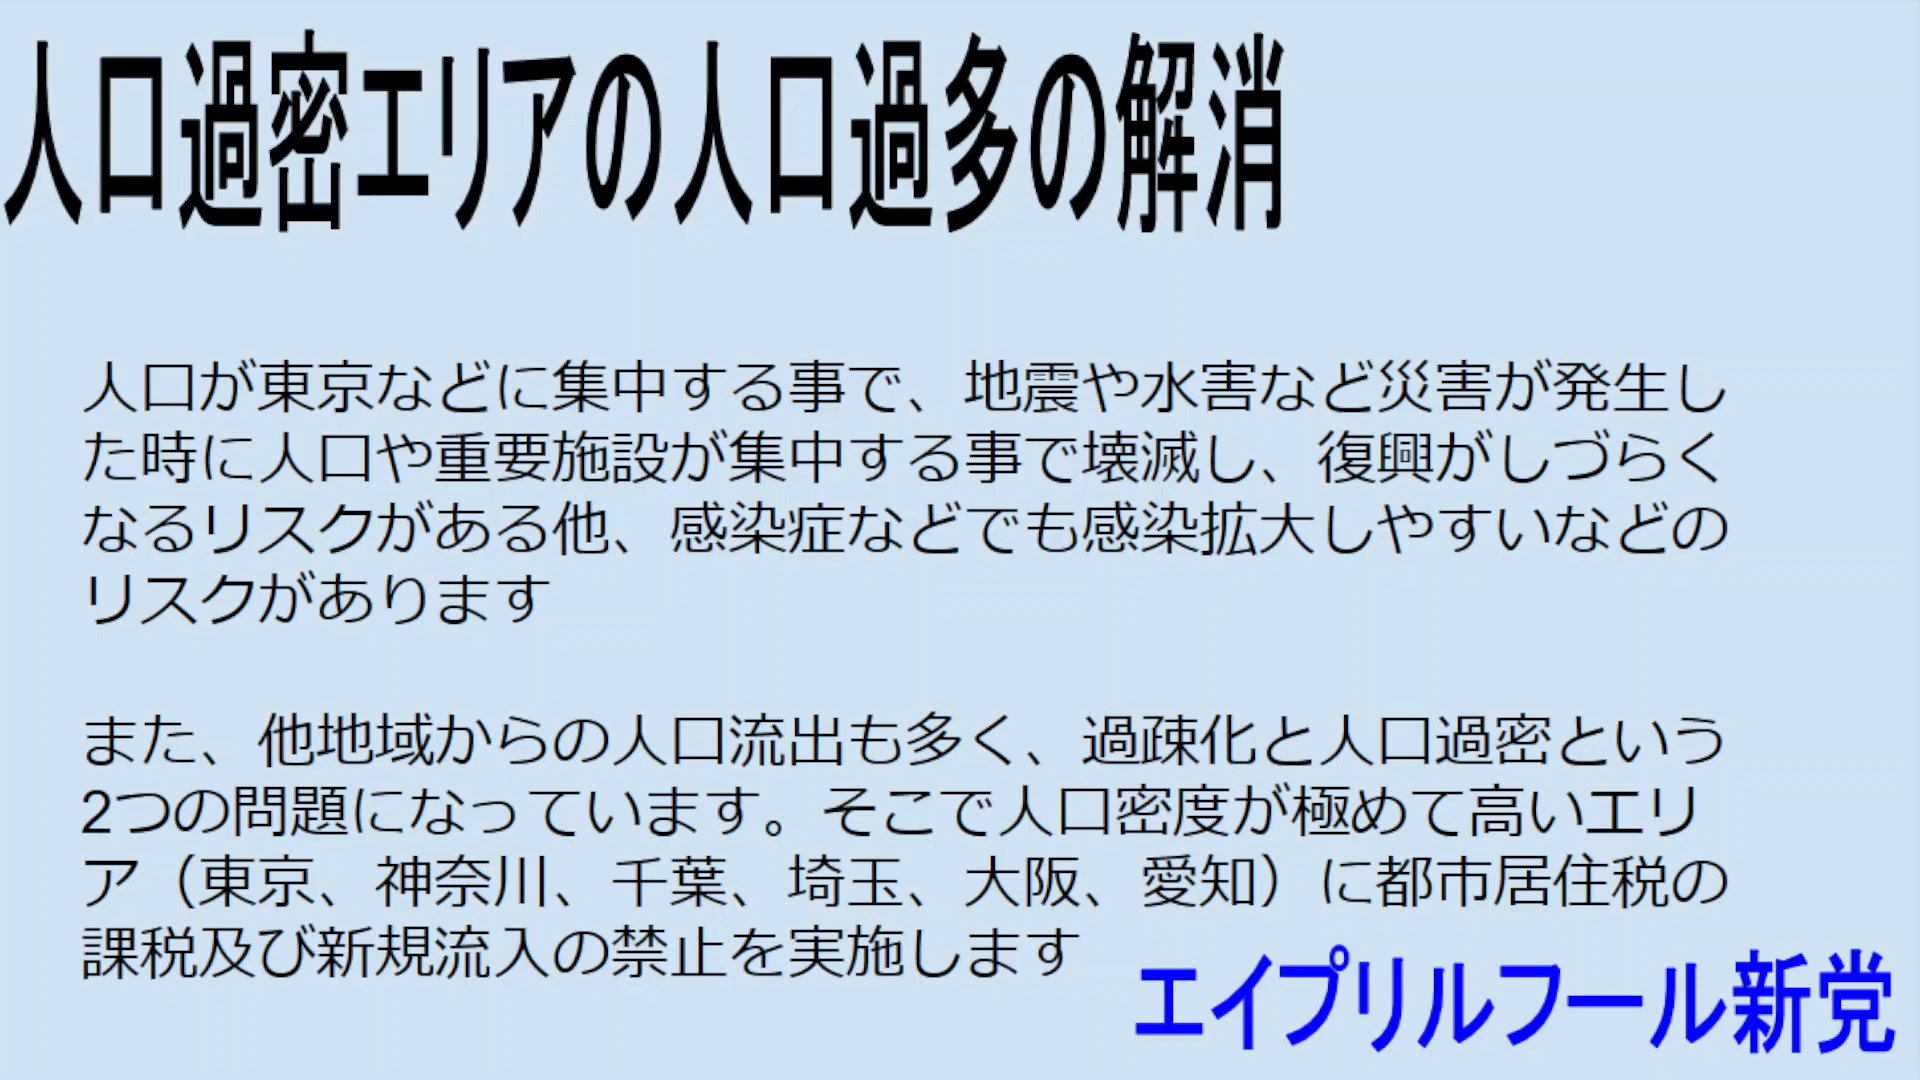 人口過密エリアの人口過多の解消
人口が東京などに集中する事で、地震や水害など災害が発生し
た時に人口や重要施設が集中する事で壊滅し、復興がしづらく
なるリスクがある他、感染症などでも感染拡大しやすいなどの
リスクがあります
また、他地域からの人口流出も多く、過疎化と人口過密という
2つの問題になっています。そこで人口密度が極めて高いエリ
ア（東京、神奈川、千葉、埼玉、大阪、愛知）に都市居住税の
課税及び新規流入の禁止を実施します
エイプリルフール新党